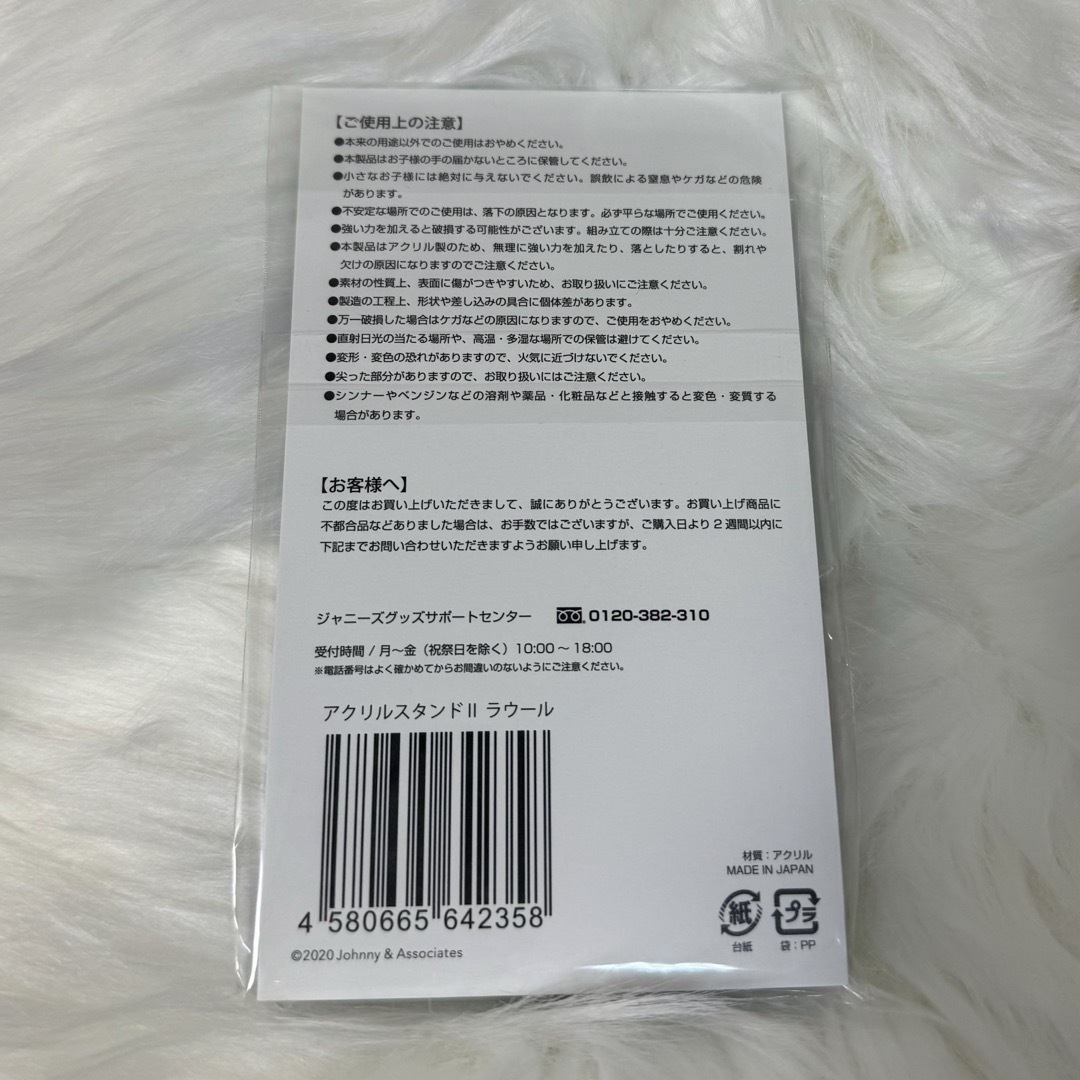 【ご使用上の注意】
●本来の用途以外でのご使用はおやめください。
●本製品はお子様の手の届かないところに保管してください。
●小さなお子様には絶対に与えないでください。誤飲による窒息やケガなどの危険
があります。
●不安定な場所でのご使用は、落下の原因となります。必ず平らな場所でご使用ください。
●強い力を加えると破損する可能性がございます。組み立ての際は十分ご注意ください。
●本製品はアクリル製のため、無理に強い力を加えたり、落としたりすると、割れや
欠けの原因になりますのでご注意ください。
●素材の性質上、表面に傷がつきやすいため、お取り扱いにご注意ください。
●製造の工程上、形状や差し込みの具合に個体差があります。
●万一破損した場合はケガなどの原因になりますので、ご使用をおやめください。
●直射日光の当たる場所や、高温・多湿な場所での保管は避けてください。
●変形・変色の恐れがありますので、火気に近づけないでください。
●尖った部分がありますので、お取り扱いにはご注意ください。
●シンナーやベンジンなどの溶剤や薬品・化粧品などと接触すると変色・変質する
場合があります。
【お客様へ】
この度はお買い上げいただきまして、誠にありがとうございます。お買い上げ商品に
不都合品などありました場合は、お手数ではございますが、ご購入日より2週間以内に
下記までお問い合わせいただきますようお願い申し上げます。
ジャニーズグッズサポートセンター 0120-382-310
受付時間 / 月〜金（祝祭日を除く）10:00〜18:00
※電話番号はよく確かめてからお間違いのないようにご注意ください。
アクリルスタンドII ラウール
4 580665 642358
©2020 Johnny & Associates
材質：アクリル
MADE IN JAPAN
紙 プラ
台紙 袋：PP